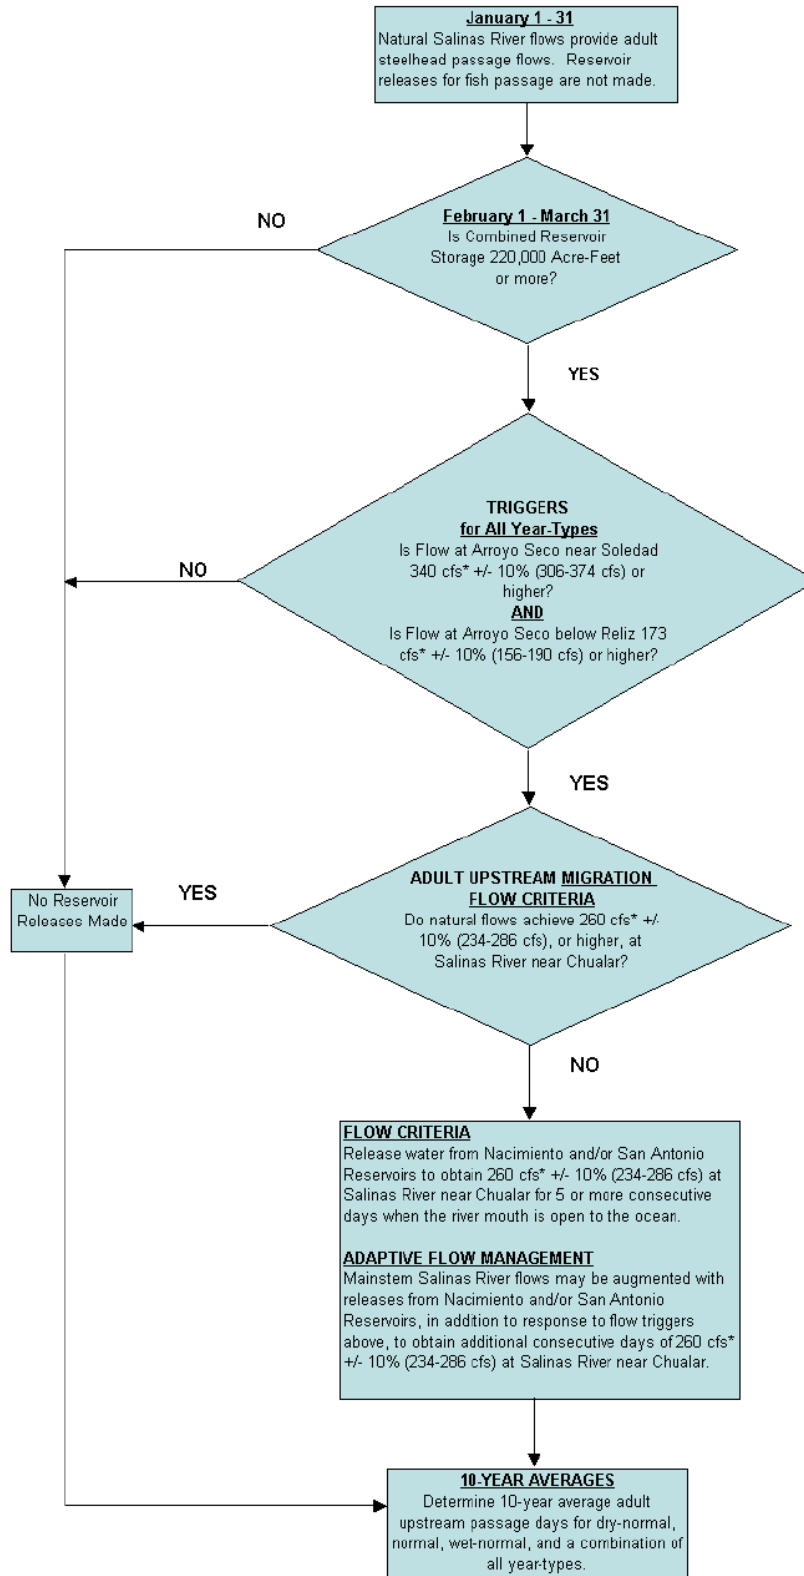 January 1 - 31
Natural Salinas River flows provide adult
steelhead passage flows. Reservoir
releases for fish passage are not made.
NO
February 1 - March 31
Is Combined Reservoir
Storage 220,000 Acre-Feet
or more?
YES
TRIGGERS
for All Year-Types
Is Flow at Arroyo Seco near Soledad
340 cfs* +/- 10% (306-374 cfs) or
higher?
AND
Is Flow at Arroyo Seco below Reliz 173
cfs* +/- 10% (156-190 cfs) or higher?
NO
YES
ADULT UPSTREAM MIGRATION
FLOW CRITERIA
Do natural flows achieve 260 cfs* +/-
10% (234-286 cfs), or higher, at
Salinas River near Chualar?
YES
No Reservoir
Releases Made
NO
FLOW CRITERIA
Release water from Nacimiento and/or San Antonio
Reservoirs to obtain 260 cfs* +/- 10% (234-286 cfs) at
Salinas River near Chualar for 5 or more consecutive
days when the river mouth is open to the ocean.
ADAPTIVE FLOW MANAGEMENT
Mainstem Salinas River flows may be augmented with
releases from Nacimiento and/or San Antonio
Reservoirs, in addition to response to flow triggers
above, to obtain additional consecutive days of 260 cfs*
+/- 10% (234-286 cfs) at Salinas River near Chualar.
10-YEAR AVERAGES
Determine 10-year average adult
upstream passage days for dry-normal,
normal, wet-normal, and a combination of
all year-types.